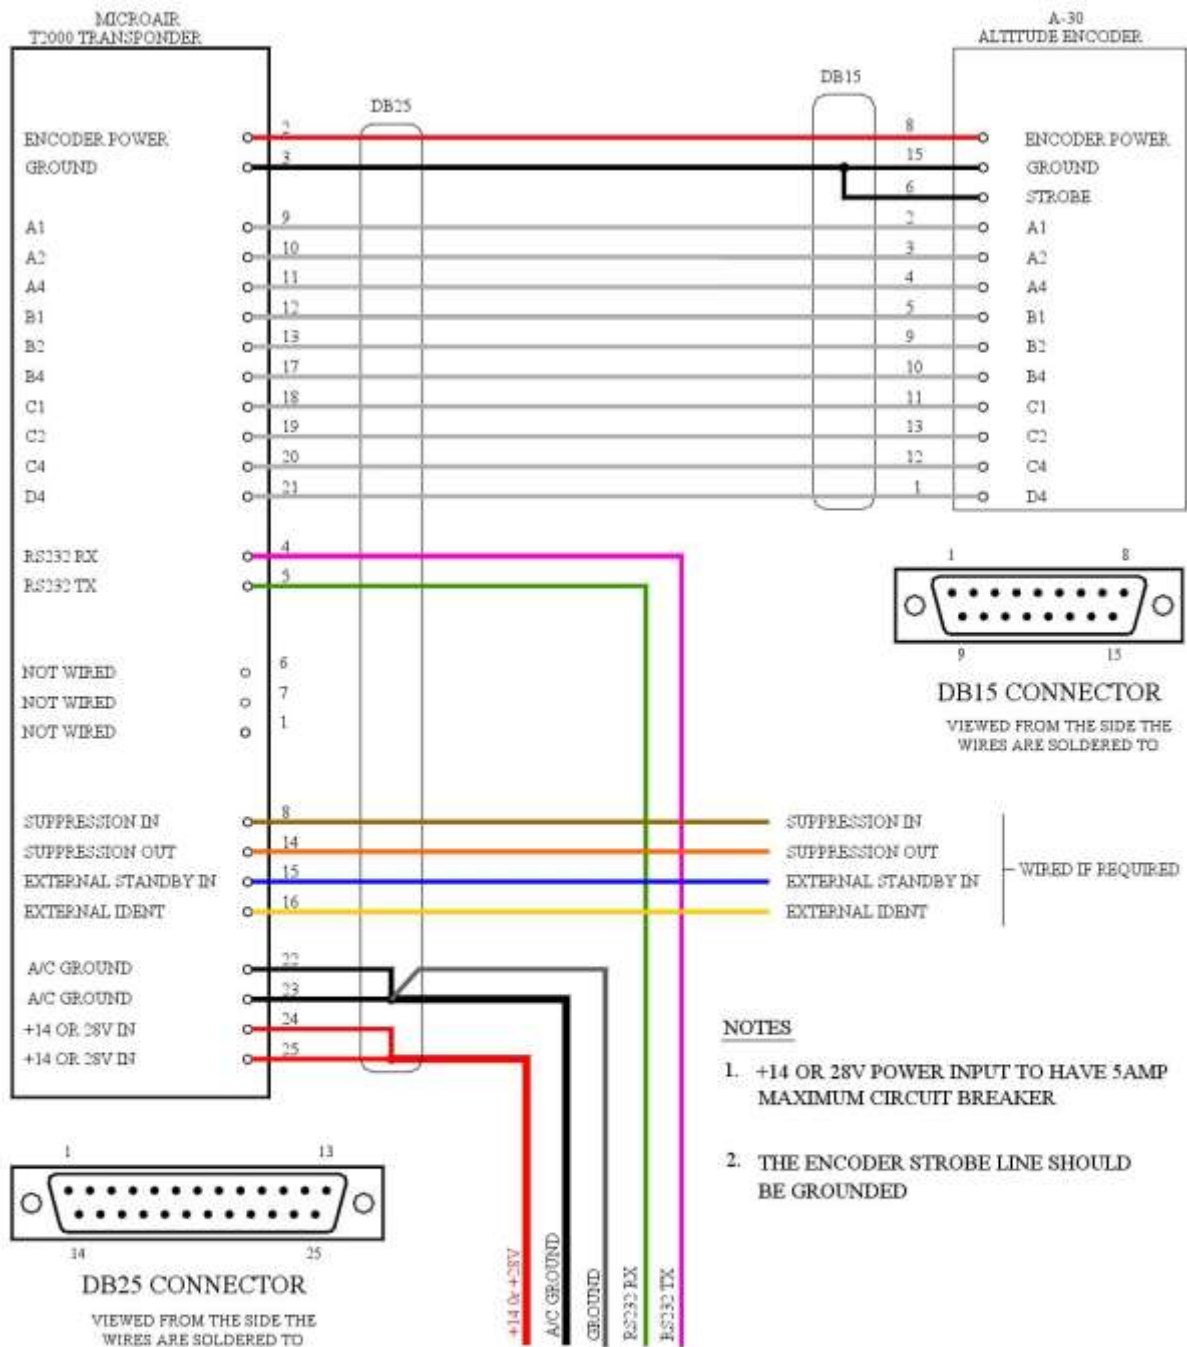 MICROAIR
T2000 TRANSPONDER
A-30
ALTITUDE ENCODER
DB25
DB15
ENCODER POWER 2 8 ENCODER POWER
GROUND 3 15 GROUND
6 STROBE
A1 9 2 A1
A2 10 3 A2
A4 11 4 A4
B1 12 5 B1
B2 13 9 B2
B4 17 10 B4
C1 18 11 C1
C2 19 13 C2
C4 20 12 C4
D4 21 1 D4
RS232 RX 4
RS232 TX 5
NOT WIRED 6
NOT WIRED 7
NOT WIRED 1
1 8
9 15
DB15 CONNECTOR
VIEWED FROM THE SIDE THE
WIRES ARE SOLDERED TO
SUPPRESSION IN 8 SUPPRESSION IN
SUPPRESSION OUT 14 SUPPRESSION OUT
EXTERNAL STANDBY IN 15 EXTERNAL STANDBY IN
EXTERNAL IDENT 16 EXTERNAL IDENT
WIRED IF REQUIRED
A/C GROUND 22
A/C GROUND 23
+14 OR 28V IN 24
+14 OR 28V IN 25
NOTES
1. +14 OR 28V POWER INPUT TO HAVE 5AMP
MAXIMUM CIRCUIT BREAKER
2. THE ENCODER STROBE LINE SHOULD
BE GROUNDED
1 13
14 25
DB25 CONNECTOR
VIEWED FROM THE SIDE THE
WIRES ARE SOLDERED TO
+14 0r +28V
A/C GROUND
GROUND
RS232 RX
RS232 TX